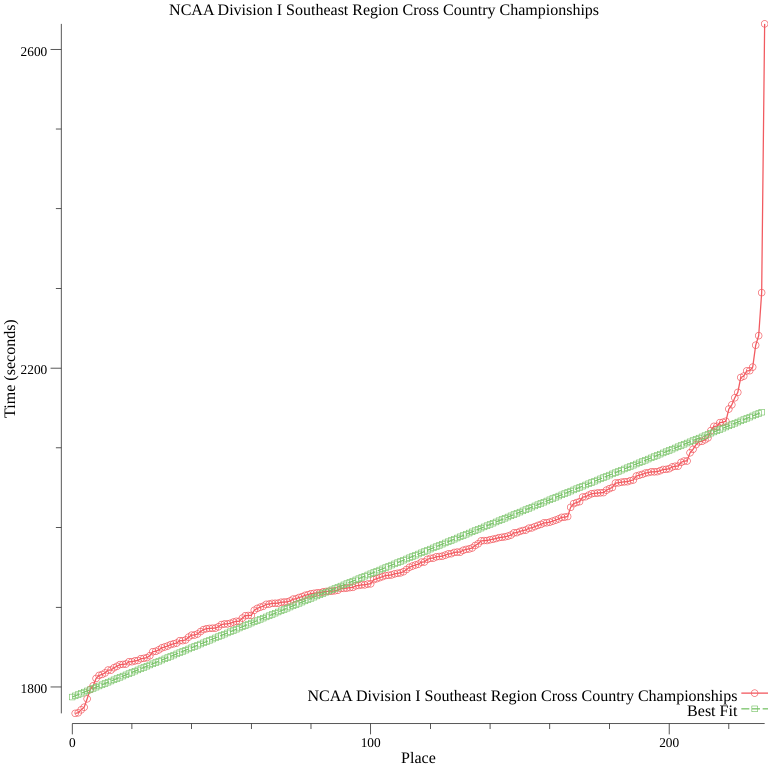 NCAA Division I Southeast Region Cross Country Championships
2600
2200
1800
Time (seconds)
0
100
200
Place
NCAA Division I Southeast Region Cross Country Championships
Best Fit